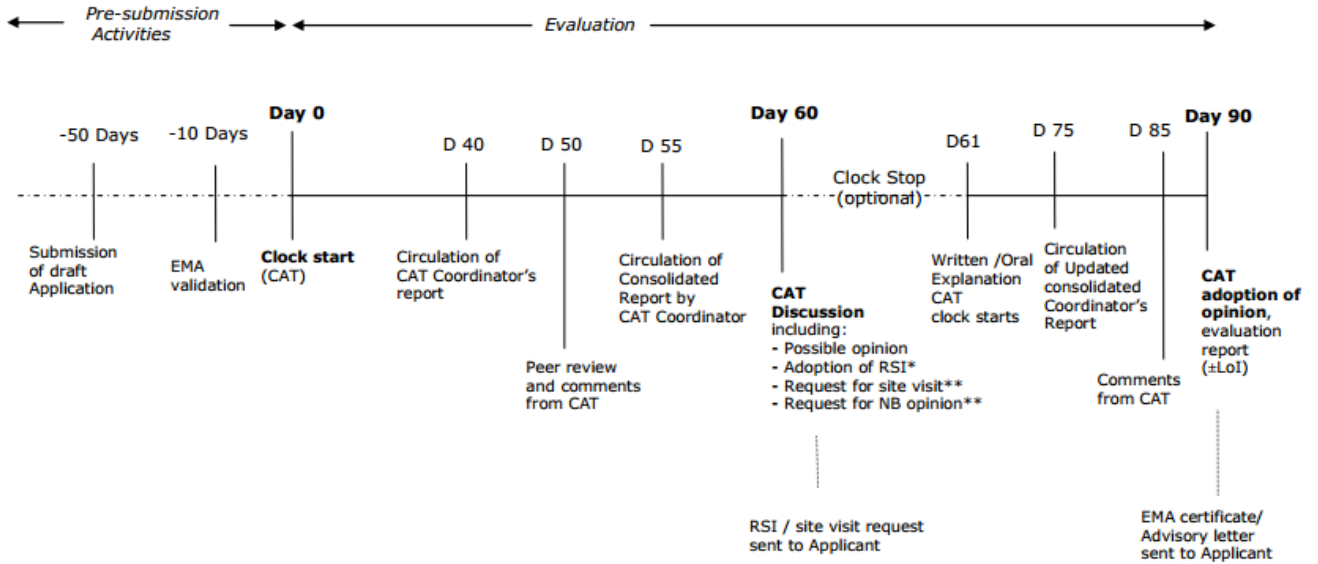 Pre-submission
Activities
Evaluation
-50 Days
-10 Days
Day 0
D 40
D 50
D 55
Day 60
Clock Stop
(optional)
D61
D 75
D 85
Day 90
Submission
of draft
Application
EMA
validation
Clock start
(CAT)
Circulation of
CAT Coordinator's
report
Peer review
and comments
from CAT
Circulation of
Consolidated
Report by
CAT Coordinator
CAT
Discussion
including:
- Possible opinion
- Adoption of RSI*
- Request for site visit**
- Request for NB opinion**
RSI / site visit request
sent to Applicant
Written /Oral
Explanation
CAT
clock starts
Circulation
of Updated
consolidated
Coordinator's
Report
Comments
from CAT
CAT
adoption of
opinion,
evaluation
report
(±LoI)
EMA certificate/
Advisory letter
sent to Applicant